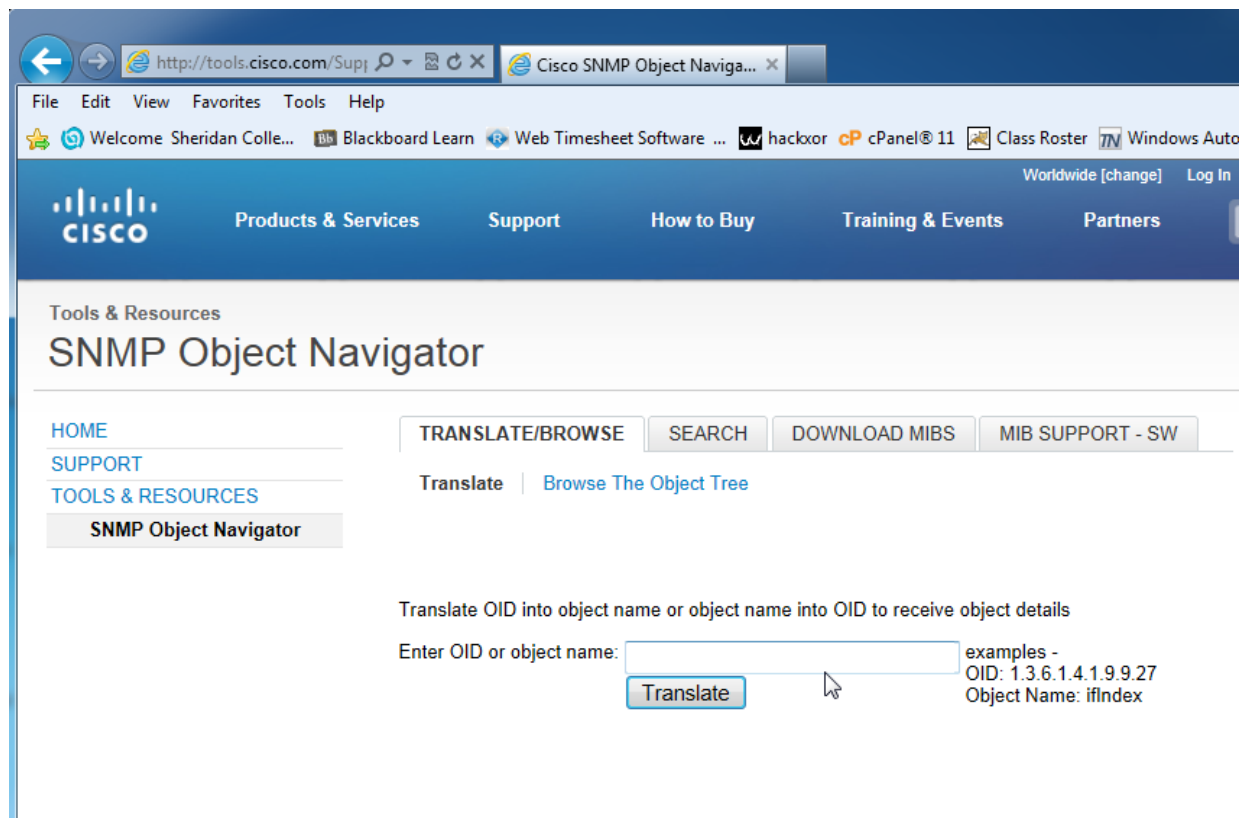 http://tools.cisco.com/Supp
Cisco SNMP Object Naviga...
File Edit View Favorites Tools Help
Welcome Sheridan Colle... Bb Blackboard Learn Web Timesheet Software ... hackxor cP cPanel® 11 Class Roster TN Windows Auto
Worldwide [change] Log In
CISCO
Products & Services Support How to Buy Training & Events Partners
Tools & Resources
SNMP Object Navigator
HOME
SUPPORT
TOOLS & RESOURCES
SNMP Object Navigator
TRANSLATE/BROWSE SEARCH DOWNLOAD MIBS MIB SUPPORT - SW
Translate Browse The Object Tree
Translate OID into object name or object name into OID to receive object details
Enter OID or object name:
examples -
OID: 1.3.6.1.4.1.9.9.27
Translate
Object Name: ifIndex